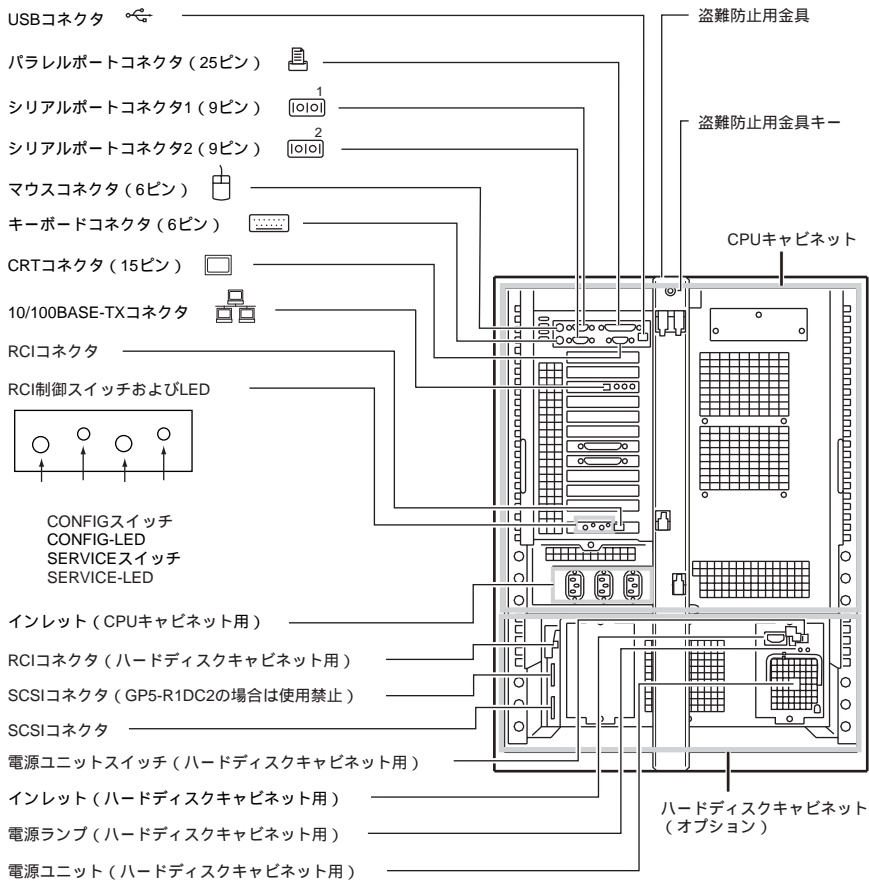 USBコネクタ
パラレルポートコネクタ（25ピン）
シリアルポートコネクタ1（9ピン）
1
シリアルポートコネクタ2（9ピン）
2
マウスコネクタ（6ピン）
キーボードコネクタ（6ピン）
CRTコネクタ（15ピン）
10/100BASE-TXコネクタ
RCIコネクタ
RCI制御スイッチおよびLED
CONFIGスイッチ
CONFIG-LED
SERVICEスイッチ
SERVICE-LED
インレット（CPUキャビネット用）
RCIコネクタ（ハードディスクキャビネット用）
SCSIコネクタ（GP5-R1DC2の場合は使用禁止）
SCSIコネクタ
電源ユニットスイッチ（ハードディスクキャビネット用）
インレット（ハードディスクキャビネット用）
電源ランプ（ハードディスクキャビネット用）
電源ユニット（ハードディスクキャビネット用）
盗難防止用金具
盗難防止用金具キー
CPUキャビネット
ハードディスクキャビネット
（オプション）